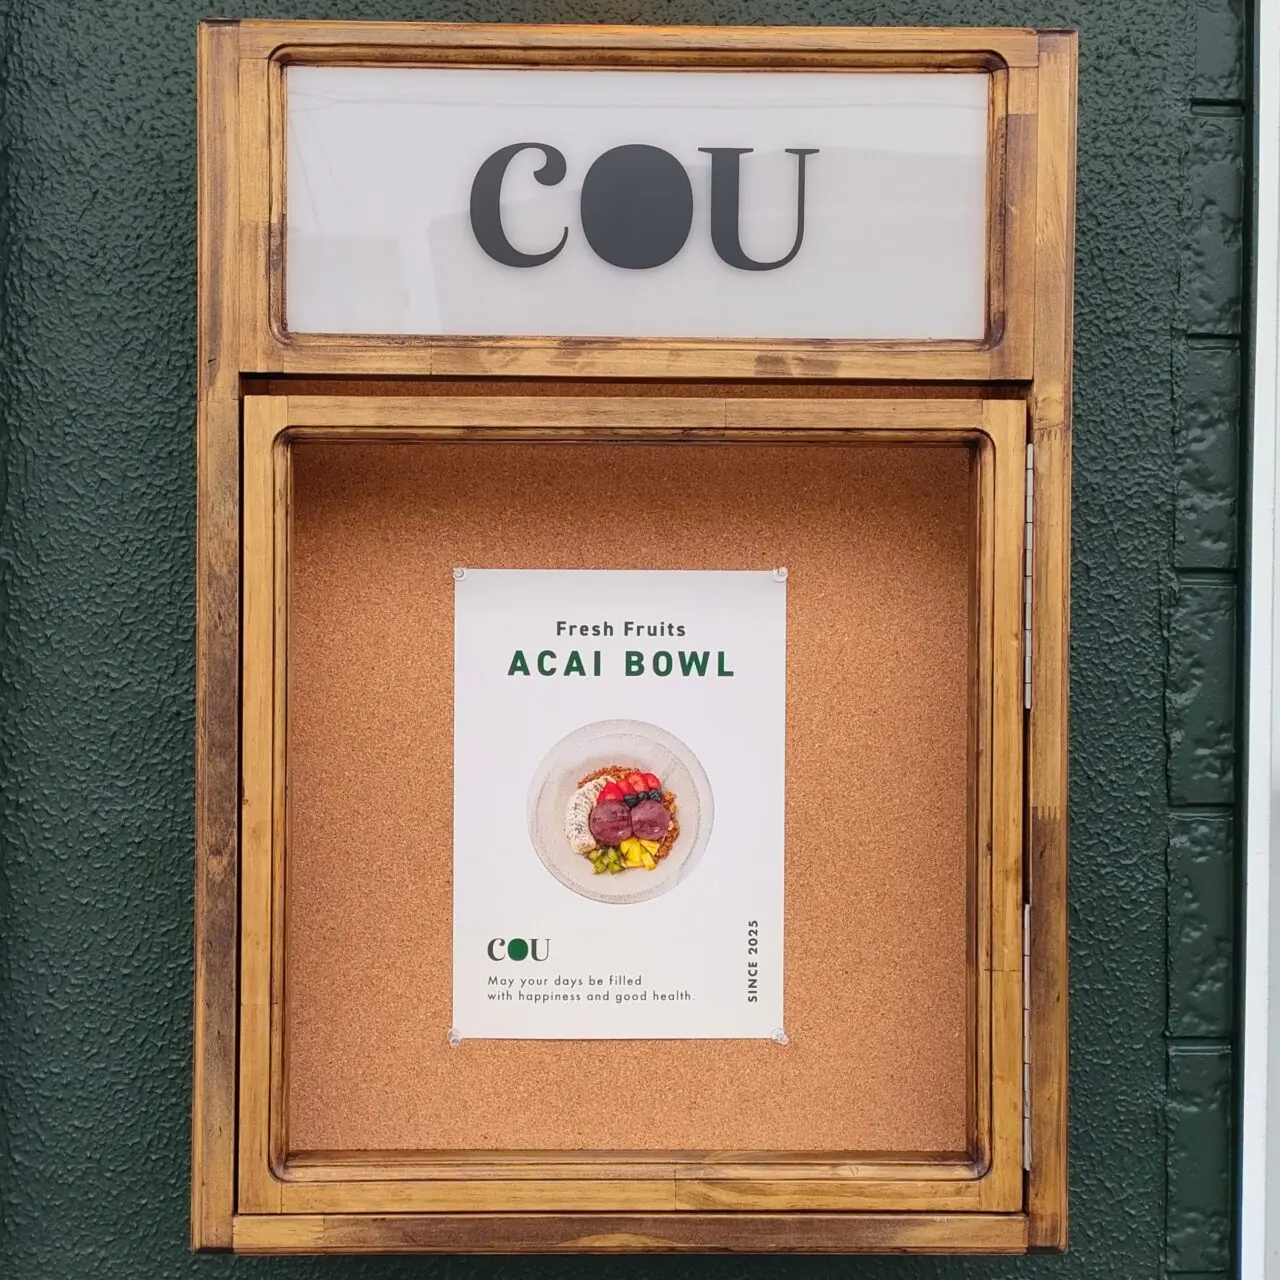 COU
Fresh Fruits
ACAI BOWL
COU
May your days be filled
with happiness and good health.
SINCE 2025